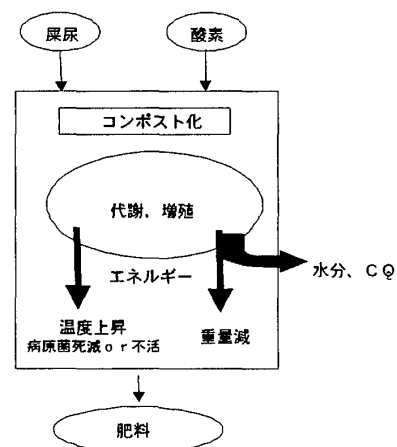 屎尿
酸素
コンポスト化
代謝、増殖
エネルギー
水分、CO
温度上昇
病原菌死滅or不活
重量減
肥料